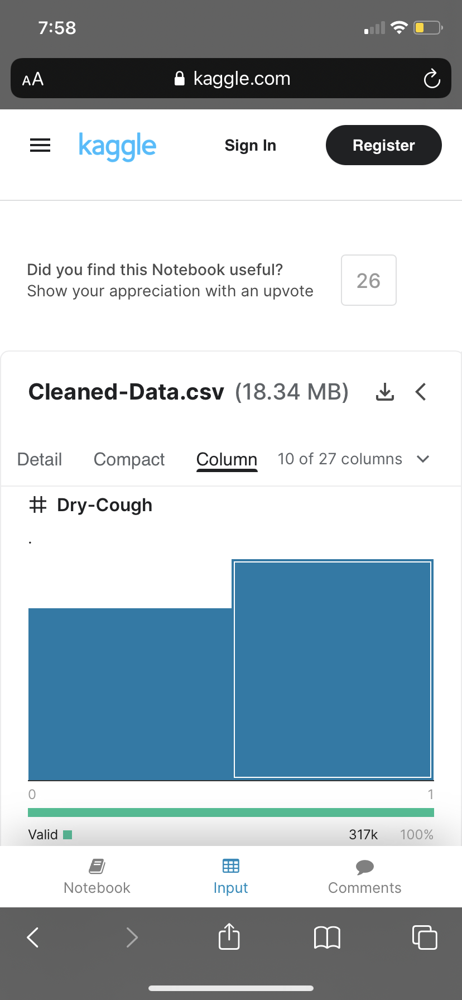 7:58
AA kaggle.com
kaggle Sign In Register
Did you find this Notebook useful?
Show your appreciation with an upvote
26
Cleaned-Data.csv (18.34 MB)
Detail Compact Column 10 of 27 columns
# Dry-Cough
.
0 1
Valid 317k 100%
Notebook Input Comments